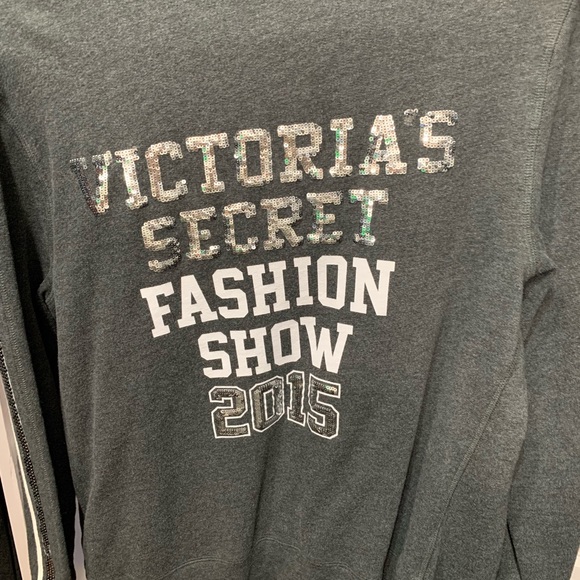 VICTORIA'S
SECRET
FASHION
SHOW
2015